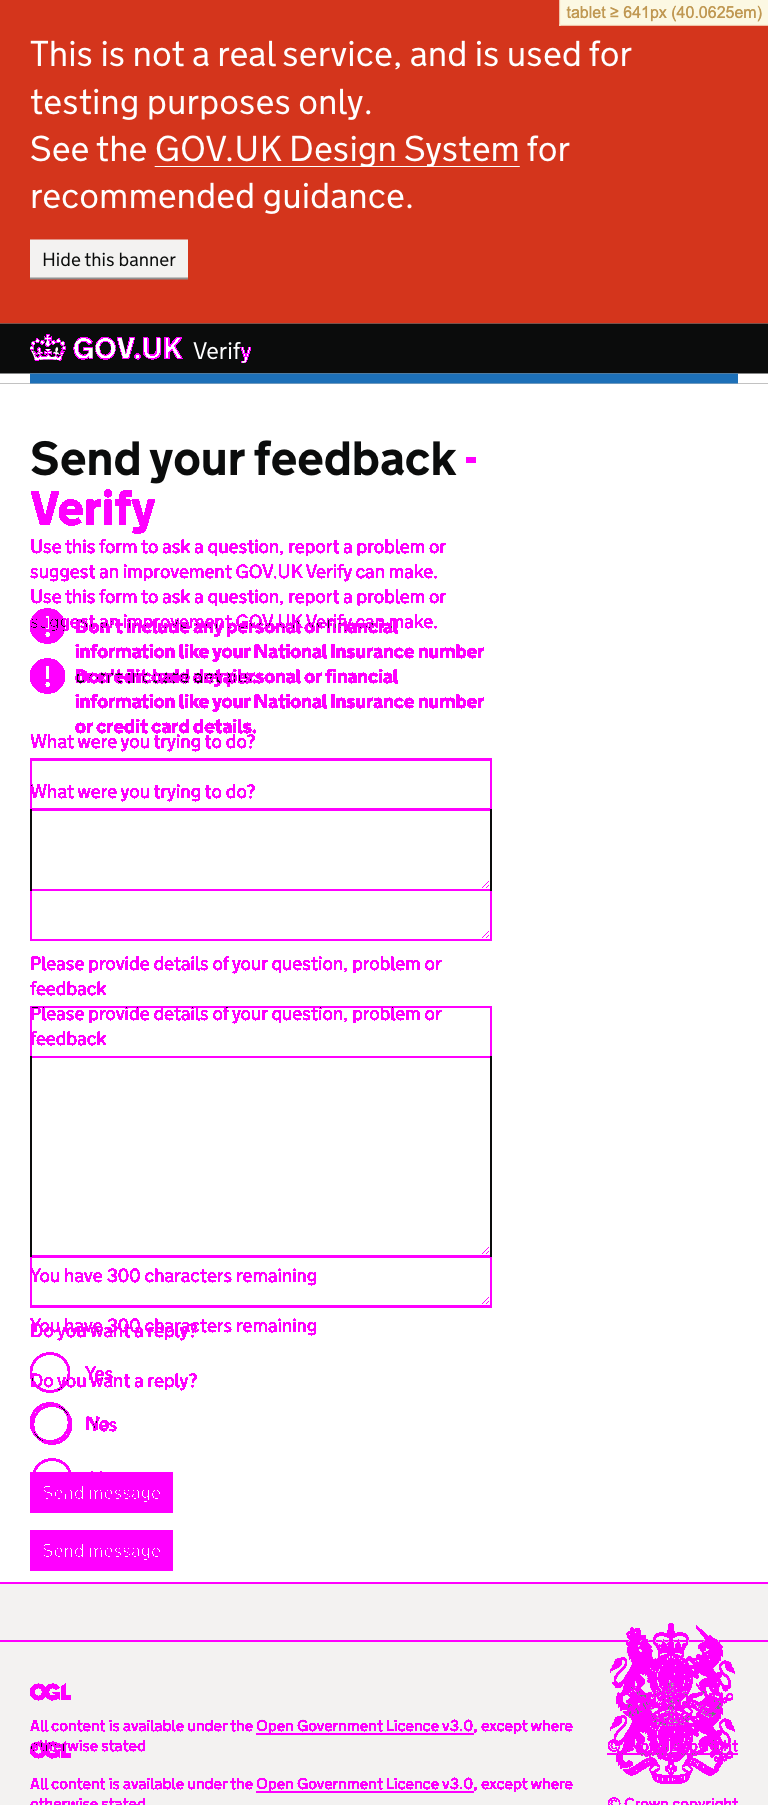 tablet ≥ 641px (40.0625em)
This is not a real service, and is used for
testing purposes only.
See the GOV.UK Design System for
recommended guidance.
Hide this banner
GOV.UK Verify
Send your feedback -
Verify
Use this form to ask a question, report a problem or
suggest an improvement GOV.UK Verify can make.
Use this form to ask a question, report a problem or
suggest an improvement GOV.UK Verify can make.
Don't include any personal or financial
information like your National Insurance number
or credit card details.
Don't include any personal or financial
information like your National Insurance number
or credit card details.
What were you trying to do?
What were you trying to do?
Please provide details of your question, problem or
feedback
Please provide details of your question, problem or
feedback
You have 300 characters remaining
You have 300 characters remaining
Do you want a reply?
Yes
Do you want a reply?
No
Yes
Send message
Send message
OGL
All content is available under the Open Government Licence v3.0, except where
otherwise stated
© Crown copyright
OGL
All content is available under the Open Government Licence v3.0, except where
otherwise stated
© Crown copyright